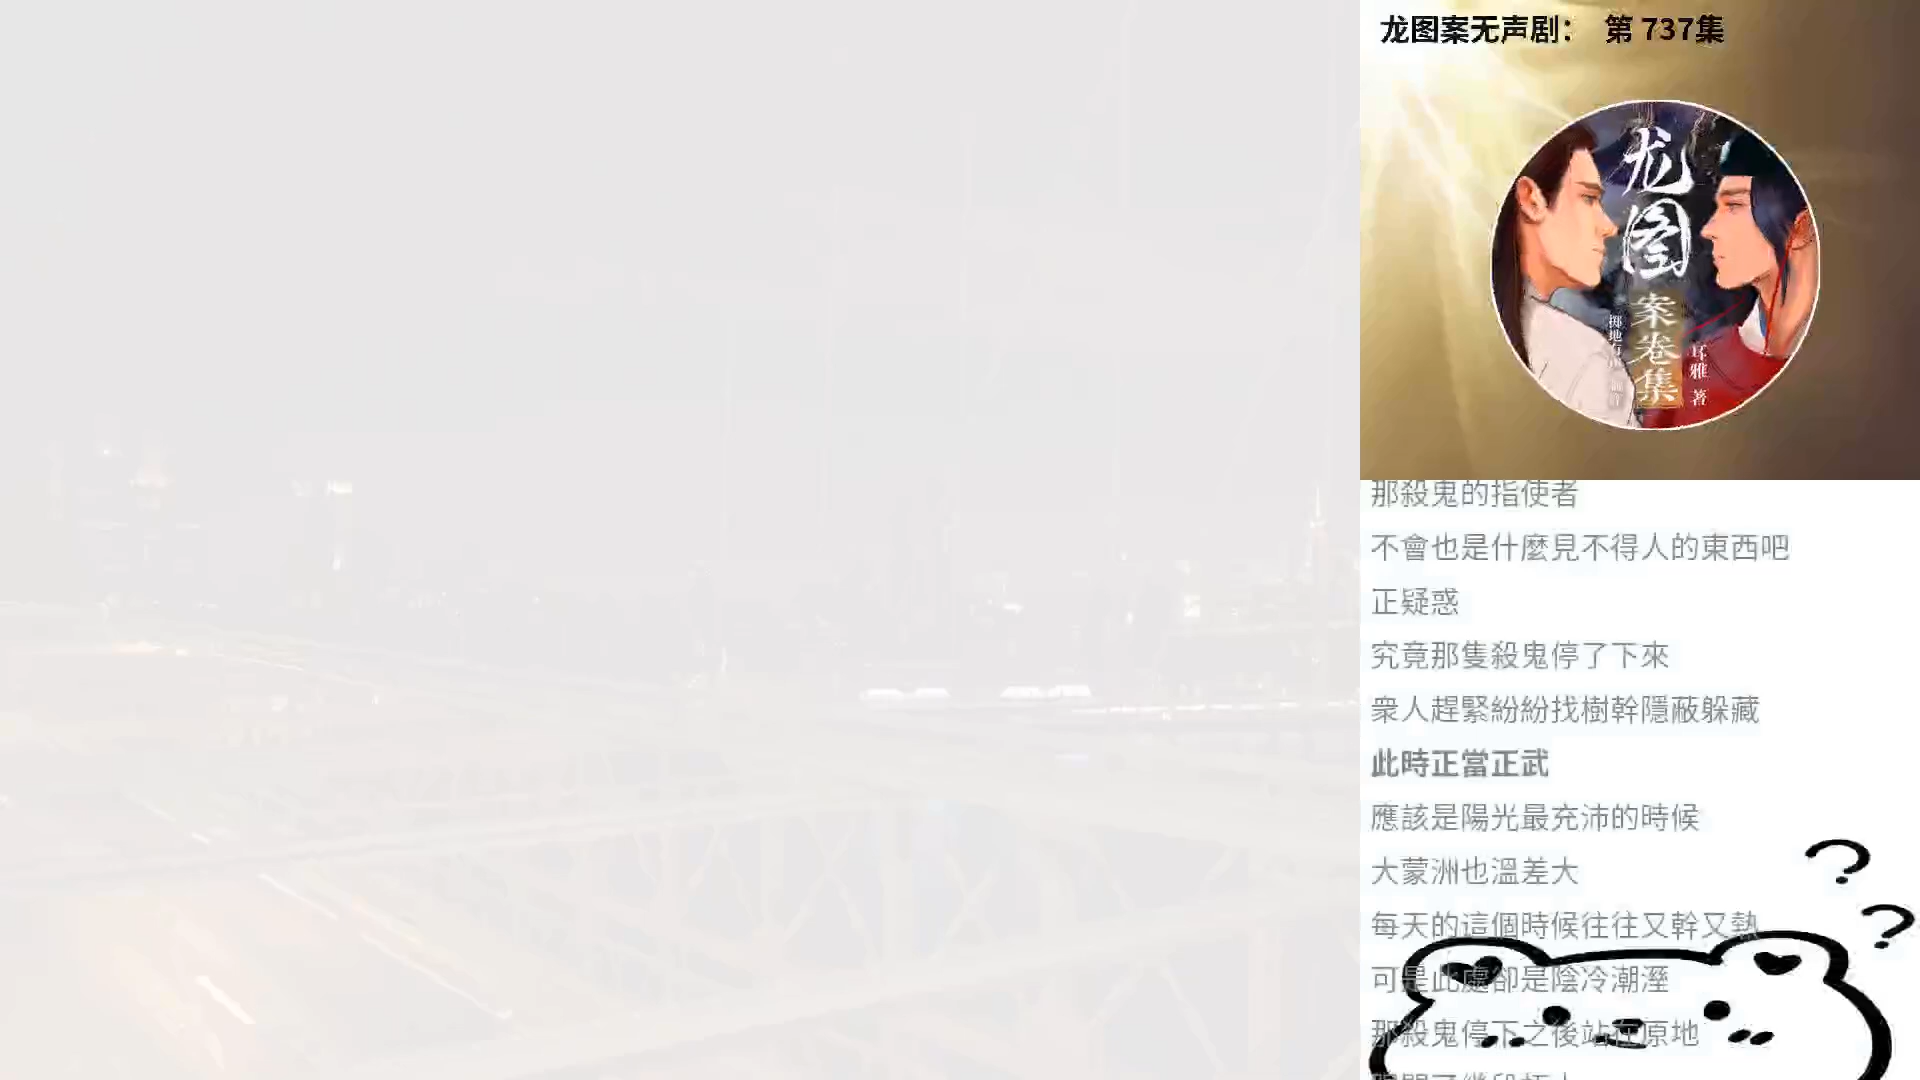 龙图案无声剧： 第 737集
龙图
案卷集
耳雅 著
那殺鬼的指使者
不會也是什麼見不得人的東西吧
正疑惑
究竟那隻殺鬼停了下來
衆人趕緊紛紛找樹幹隱蔽躲藏
此時正當正武
應該是陽光最充沛的時候
大蒙洲也溫差大
每天的這個時候往往又幹又熱
可是此處卻是陰冷潮溼
那殺鬼停下之後站在原地
? ?